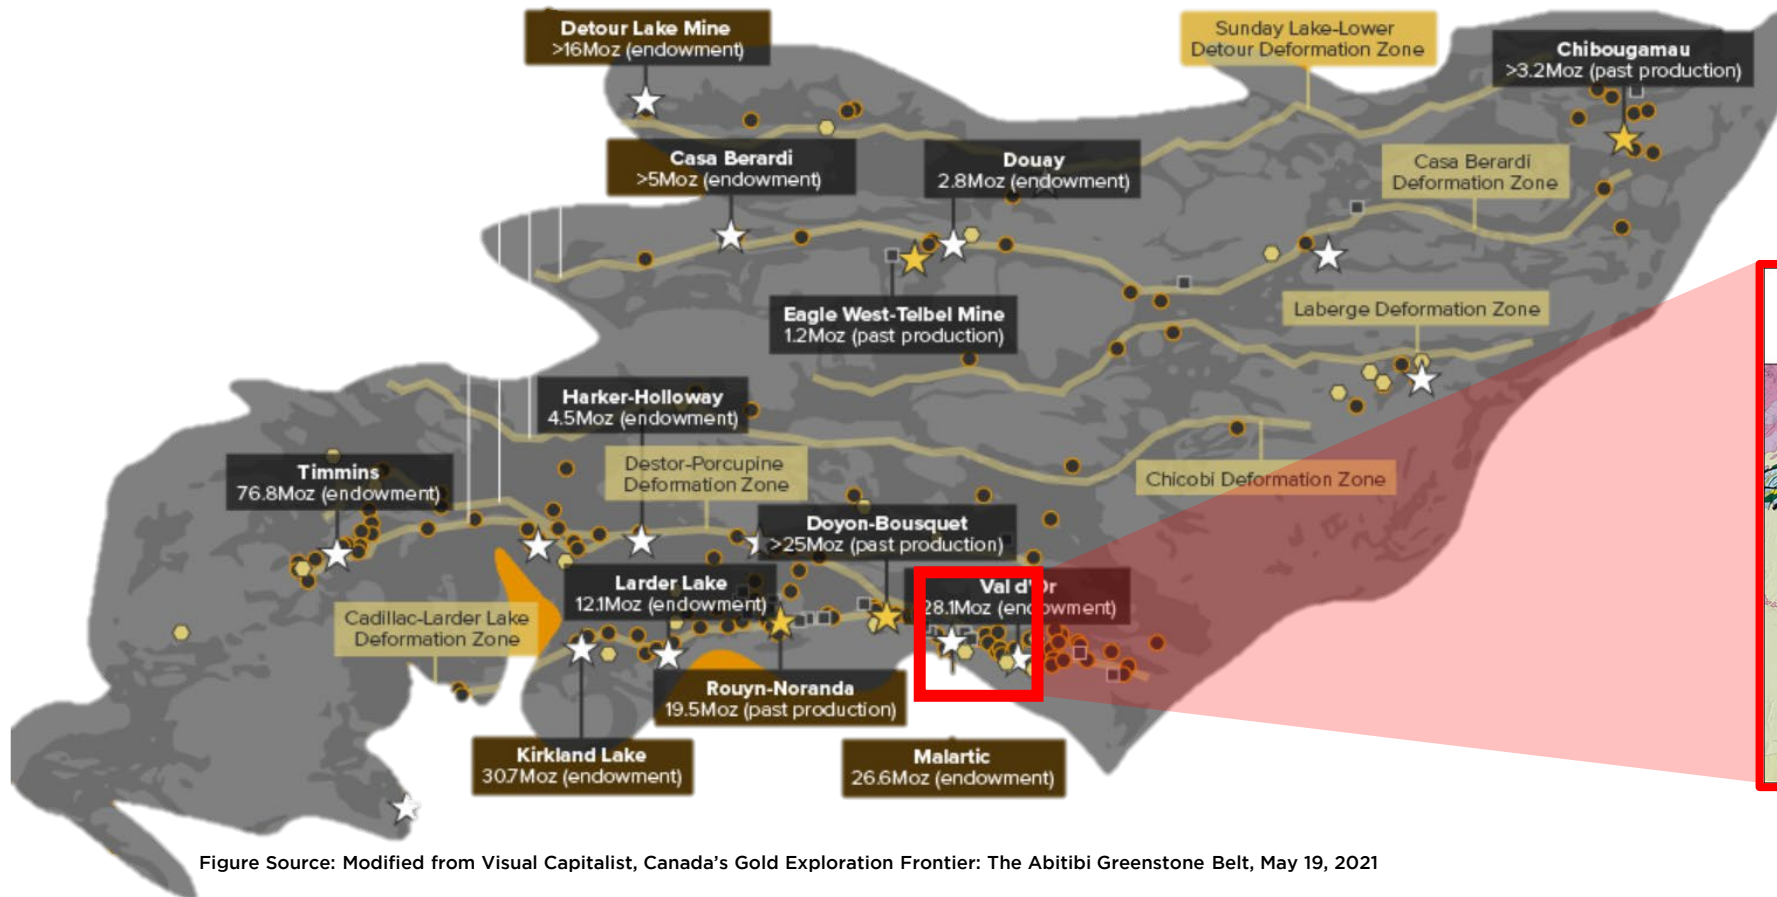 Detour Lake Mine
>16Moz (endowment)
Sunday Lake-Lower
Detour Deformation Zone
Chibougamau
>3.2Moz (past production)
Casa Berardi
>5Moz (endowment)
Douay
2.8Moz (endowment)
Casa Berardi
Deformation Zone
Eagle West-Telbel Mine
1.2Moz (past production)
Laberge Deformation Zone
Harker-Holloway
4.5Moz (endowment)
Timmins
76.8Moz (endowment)
Destor-Porcupine
Deformation Zone
Chicobi Deformation Zone
Doyon-Bousquet
>25Moz (past production)
Larder Lake
12.1Moz (endowment)
Val d'Or
28.1Moz (endowment)
Cadillac-Larder Lake
Deformation Zone
Rouyn-Noranda
19.5Moz (past production)
Kirkland Lake
30.7Moz (endowment)
Malartic
26.6Moz (endowment)
Figure Source: Modified from Visual Capitalist, Canada’s Gold Exploration Frontier: The Abitibi Greenstone Belt, May 19, 2021